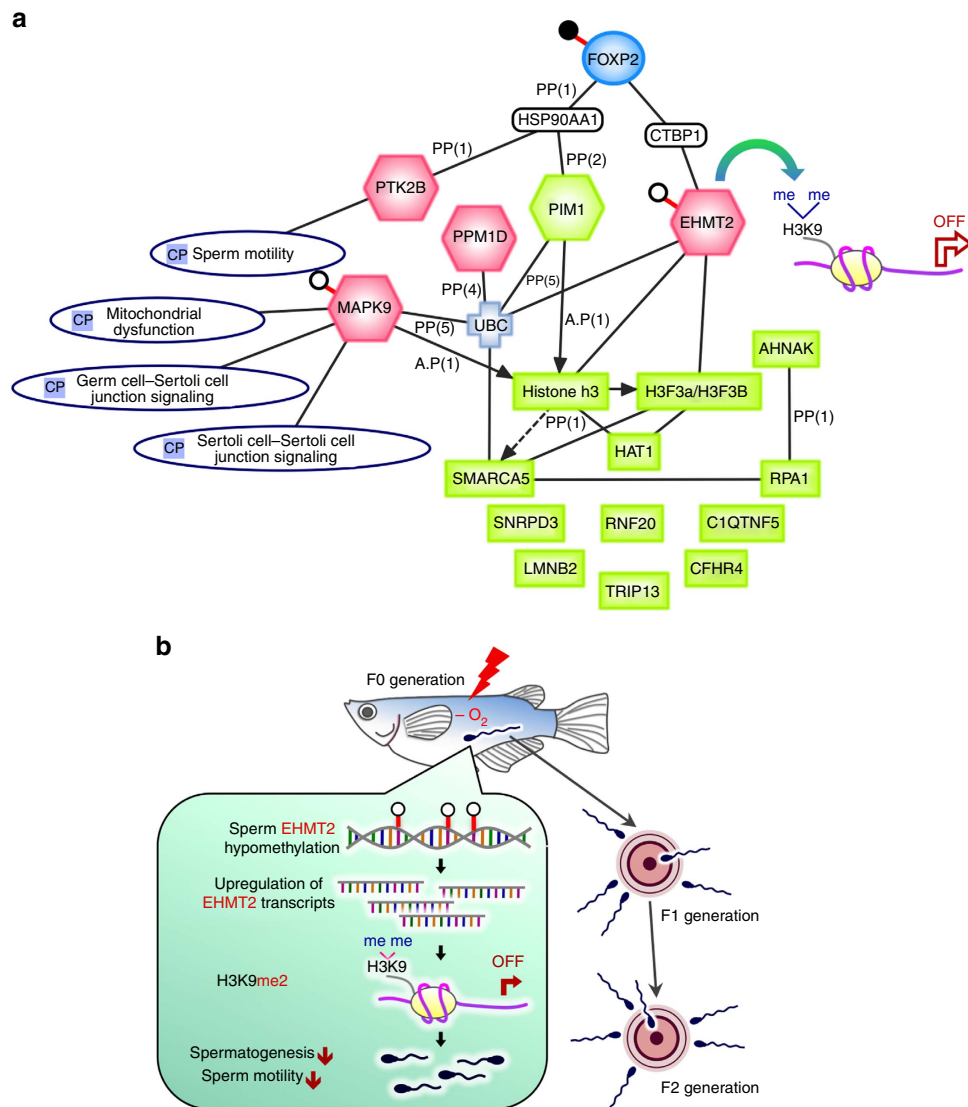 a
FOXP2
PP(1)
HSP90AA1
CTBP1
PP(1)
PP(2)
PTK2B
PIM1
EHMT2
me me
H3K9
OFF
PPM1D
CP Sperm motility
PP(4)
PP(5)
MAPK9
CP Mitochondrial
dysfunction
PP(5)
UBC
A.P(1)
A.P(1)
AHNAK
CP Germ cell–Sertoli cell
junction signaling
Histone h3
H3F3a/H3F3B
PP(1)
PP(1)
CP Sertoli cell–Sertoli cell
junction signaling
HAT1
SMARCA5
RPA1
SNRPD3
RNF20
C1QTNF5
LMNB2
CFHR4
TRIP13
b
F0 generation
– O2
Sperm EHMT2
hypomethylation
Upregulation of
EHMT2 transcripts
F1 generation
me me
H3K9
OFF
H3K9me2
Spermatogenesis
Sperm motility
F2 generation